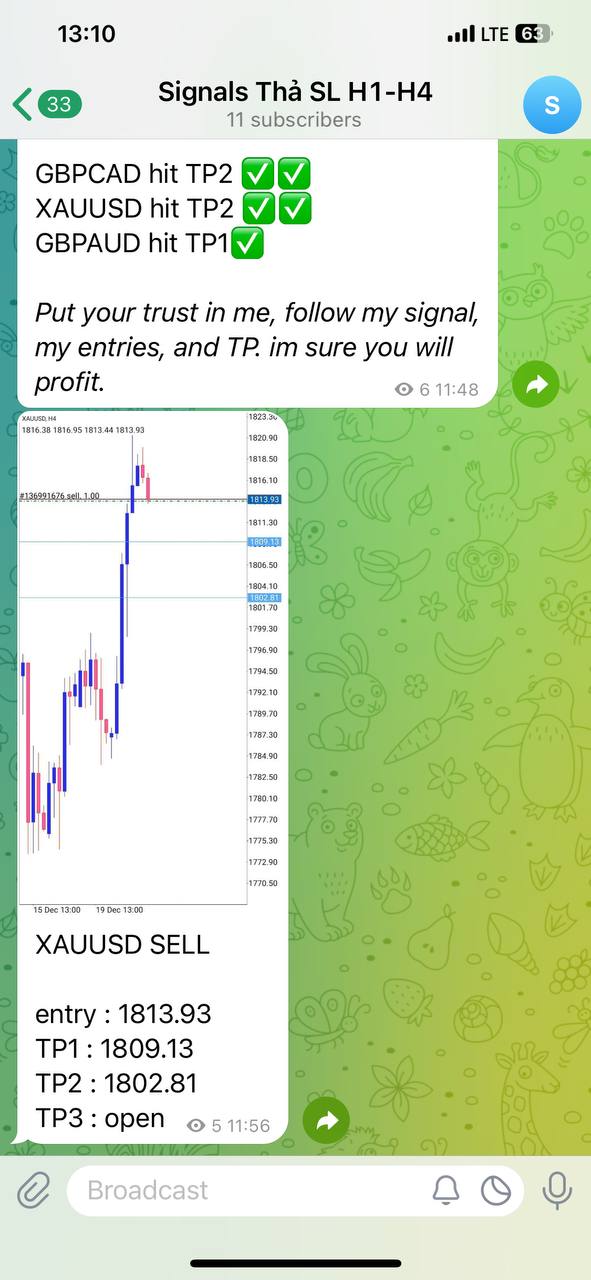 13:10
LTE 63
33
Signals Thả SL H1-H4
11 subscribers
S
GBPCAD hit TP2 ✅✅
XAUUSD hit TP2 ✅✅
GBPAUD hit TP1✅
Put your trust in me, follow my signal,
my entries, and TP. im sure you will
profit.
6 11:48
XAUUSD, H4
1816.38 1816.95 1813.44 1813.93
#136991676 sell, 1.00
1823.30
1820.90
1818.50
1816.10
1813.93
1811.30
1809.13
1806.50
1804.10
1802.81
1801.70
1799.30
1796.90
1794.50
1792.10
1789.70
1787.30
1784.90
1782.50
1780.10
1777.70
1775.30
1772.90
1770.50
15 Dec 13:00 19 Dec 13:00
XAUUSD SELL
entry : 1813.93
TP1 : 1809.13
TP2 : 1802.81
TP3 : open
5 11:56
Broadcast